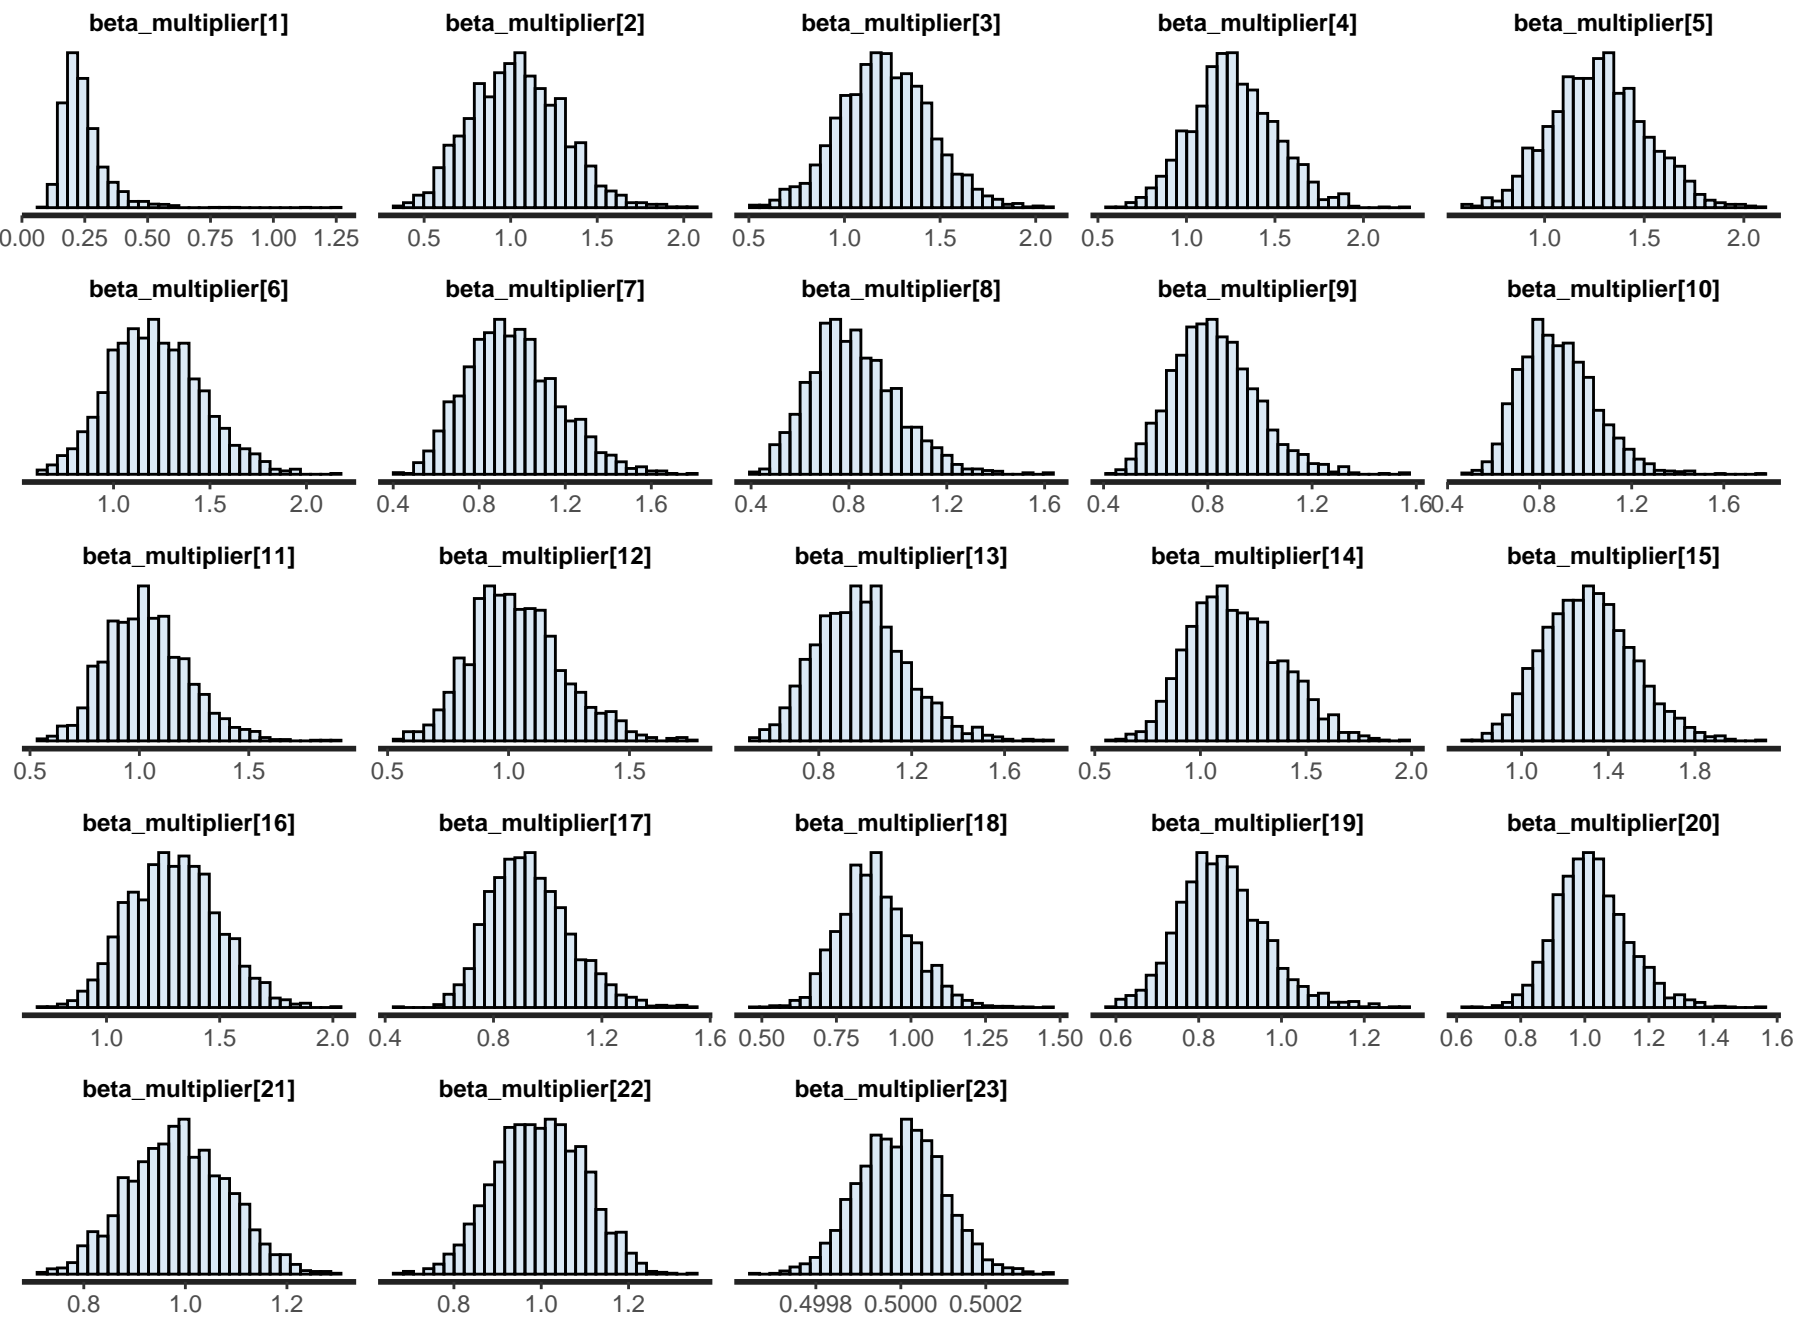 beta_multiplier[1] beta_multiplier[2] beta_multiplier[3] beta_multiplier[4] beta_multiplier[5]
0.00 0.25 0.50 0.75 1.00 1.25 0.5 1.0 1.5 2.0 0.5 1.0 1.5 2.0 0.5 1.0 1.5 2.0 1.0 1.5 2.0
beta_multiplier[6] beta_multiplier[7] beta_multiplier[8] beta_multiplier[9] beta_multiplier[10]
1.0 1.5 2.0 0.4 0.8 1.2 1.6 0.4 0.8 1.2 1.6 0.4 0.8 1.2 1.6 0.4 0.8 1.2 1.6
beta_multiplier[11] beta_multiplier[12] beta_multiplier[13] beta_multiplier[14] beta_multiplier[15]
0.5 1.0 1.5 0.5 1.0 1.5 0.8 1.2 1.6 0.5 1.0 1.5 2.0 1.0 1.4 1.8
beta_multiplier[16] beta_multiplier[17] beta_multiplier[18] beta_multiplier[19] beta_multiplier[20]
1.0 1.5 2.0 0.4 0.8 1.2 1.6 0.50 0.75 1.00 1.25 1.50 0.6 0.8 1.0 1.2 0.6 0.8 1.0 1.2 1.4 1.6
beta_multiplier[21] beta_multiplier[22] beta_multiplier[23]
0.8 1.0 1.2 0.8 1.0 1.2 0.4998 0.5000 0.5002